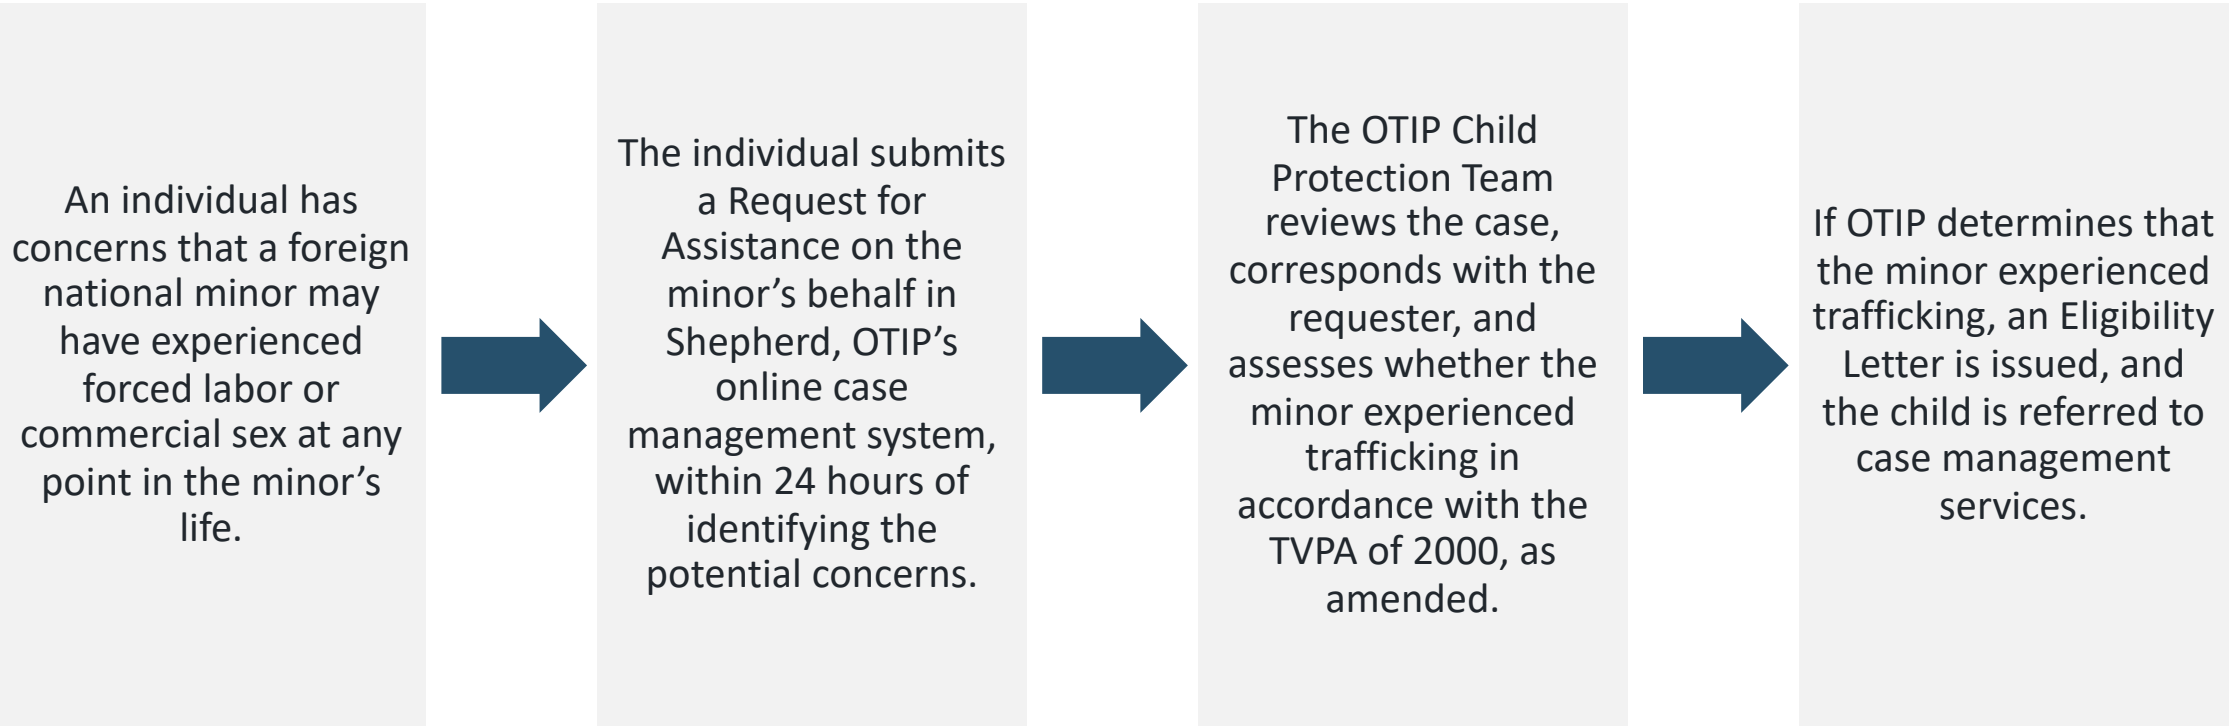 An individual has
concerns that a foreign
national minor may
have experienced
forced labor or
commercial sex at any
point in the minor’s
life.
The individual submits
a Request for
Assistance on the
minor’s behalf in
Shepherd, OTIP’s
online case
management system,
within 24 hours of
identifying the
potential concerns.
The OTIP Child
Protection Team
reviews the case,
corresponds with the
requester, and
assesses whether the
minor experienced
trafficking in
accordance with the
TVPA of 2000, as
amended.
If OTIP determines that
the minor experienced
trafficking, an Eligibility
Letter is issued, and
the child is referred to
case management
services.